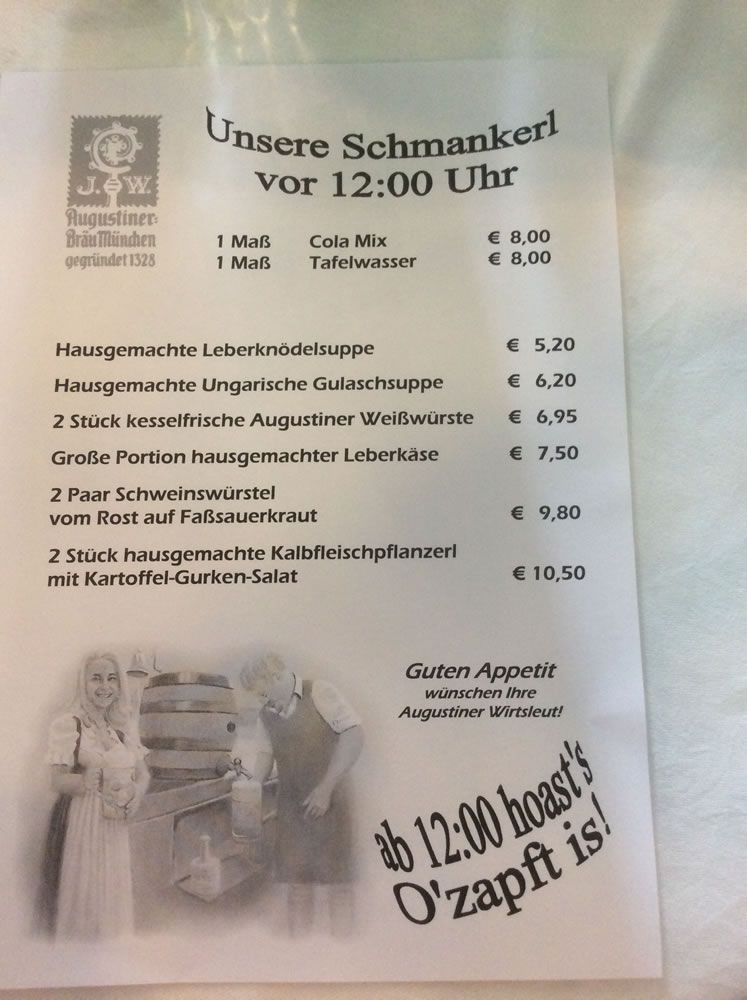 J. W.
Augustiner-
Bräu München
gegründet 1328
Unsere Schmankerl
vor 12:00 Uhr
1 Maß Cola Mix € 8,00
1 Maß Tafelwasser € 8,00
Hausgemachte Leberknödelsuppe € 5,20
Hausgemachte Ungarische Gulaschsuppe € 6,20
2 Stück kesselfrische Augustiner Weißwürste € 6,95
Große Portion hausgemachter Leberkäse € 7,50
2 Paar Schweinswürstel
vom Rost auf Faßsauerkraut € 9,80
2 Stück hausgemachte Kalbfleischpflanzerl
mit Kartoffel-Gurken-Salat € 10,50
Guten Appetit
wünschen Ihre
Augustiner Wirtsleut!
ab 12:00 hoast's
O'zapft is!